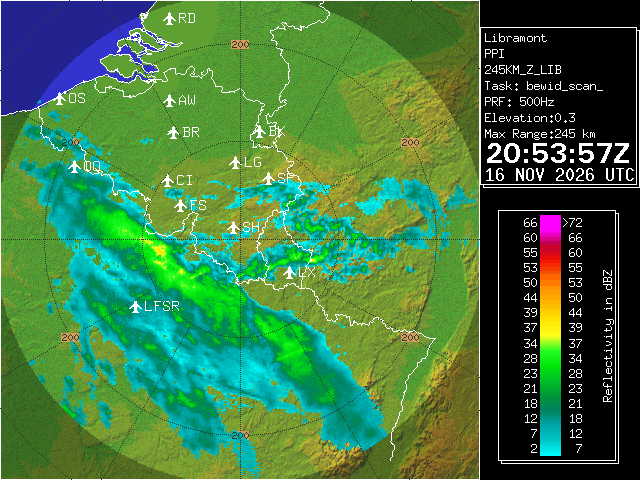 RD
200
OS
AW
BR
BK
200
200
QQ
LG
CI
SP
FS
SH
LX
LFSR
200
200
200
Libramont
PPI
245KM_Z_LIB
Task: bewid_scan_
PRF: 500Hz
Elevation:0.3
Max Range:245 km
20:53:57Z
16 NOV 2026 UTC
66 >72
60 66
55 60
53 55
50 53
44 50
39 44
37 39
34 37
28 34
23 28
21 23
18 21
12 18
7 12
2 7
Reflectivity in dBZ